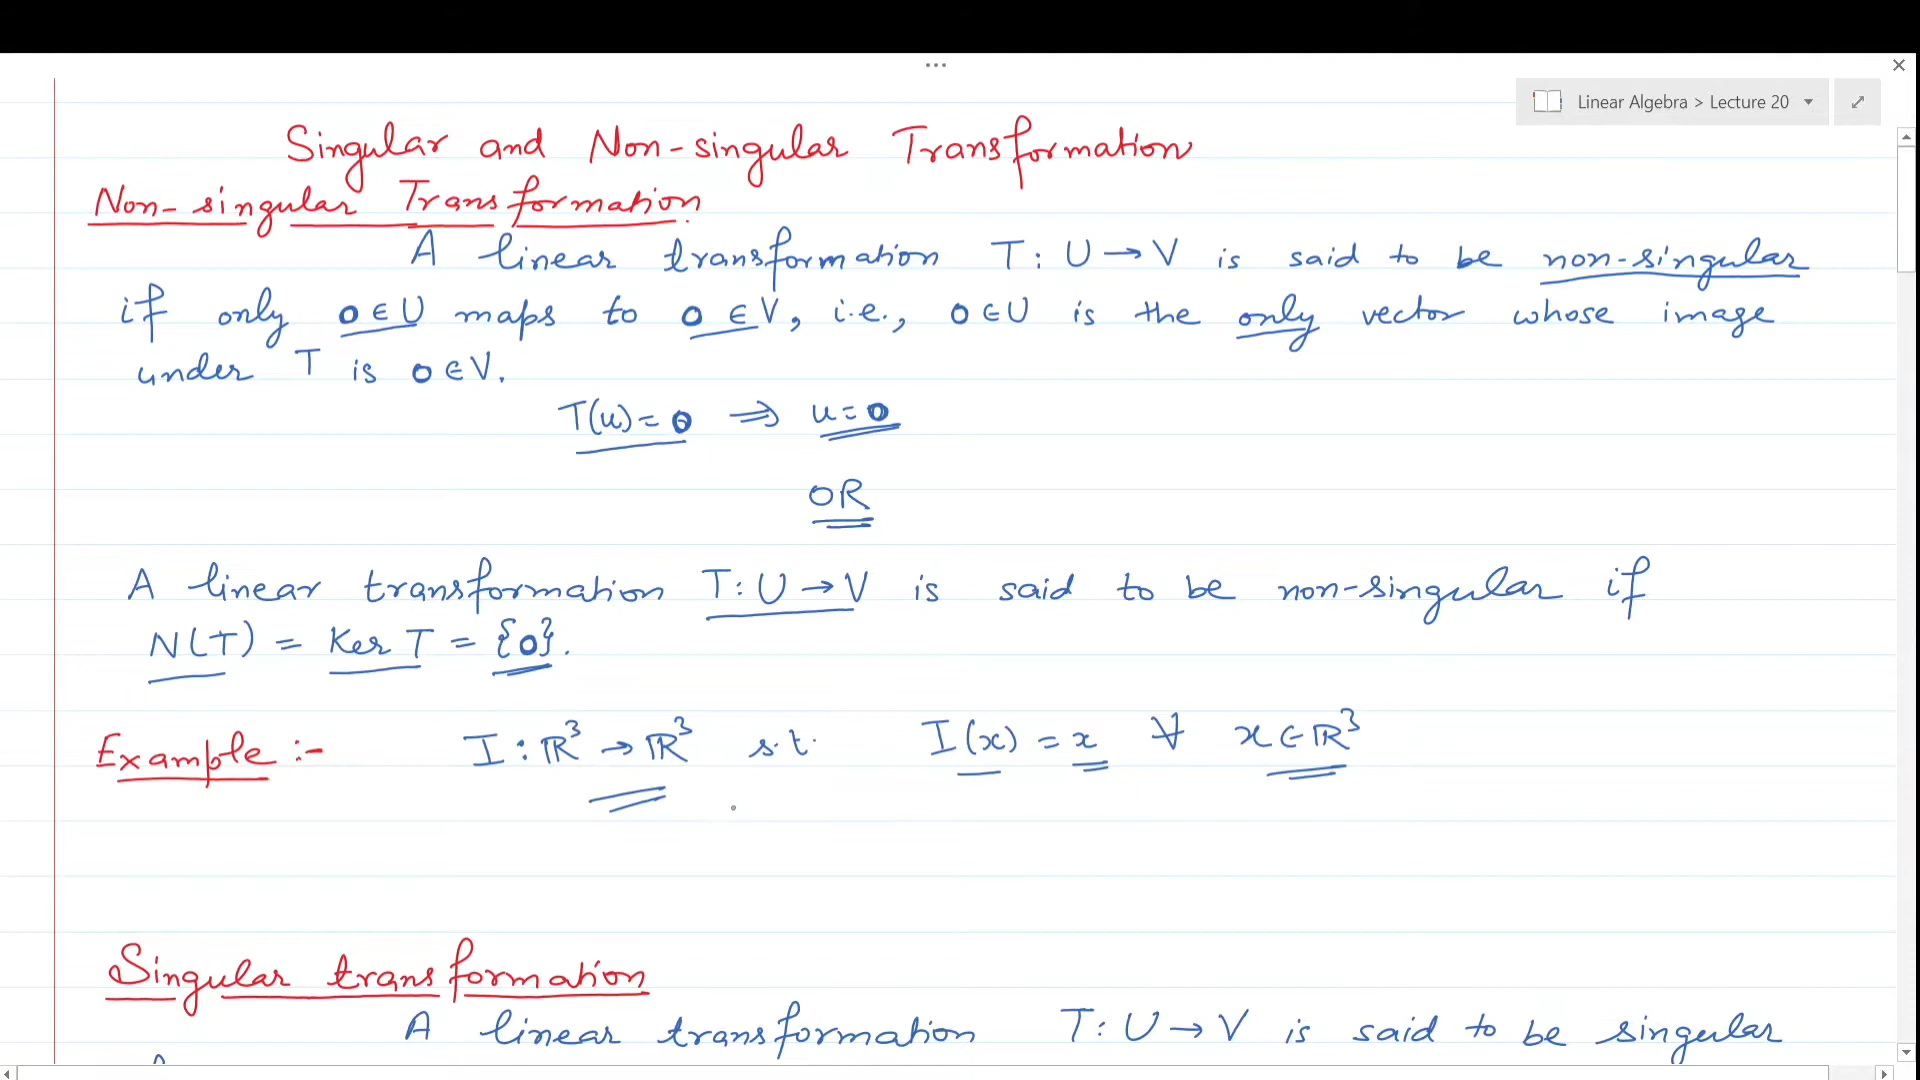 ...
Linear Algebra > Lecture 20
Singular and Non-singular Transformation
Non-singular Transformation.
A linear transformation T: U→V is said to be non-singular
if only 0∈U maps to 0∈V, i.e., 0∈U is the only vector whose image
under T is 0∈V.
T(u)=0 ⇒ u=0
OR
A linear transformation T: U→V is said to be non-singular if
N(T) = Ker T = {0}.
Example :- I: ℝ³→ℝ³ s.t. I(x) = x ∀ x∈ℝ³
Singular transformation
A linear transformation T: U→V is said to be singular